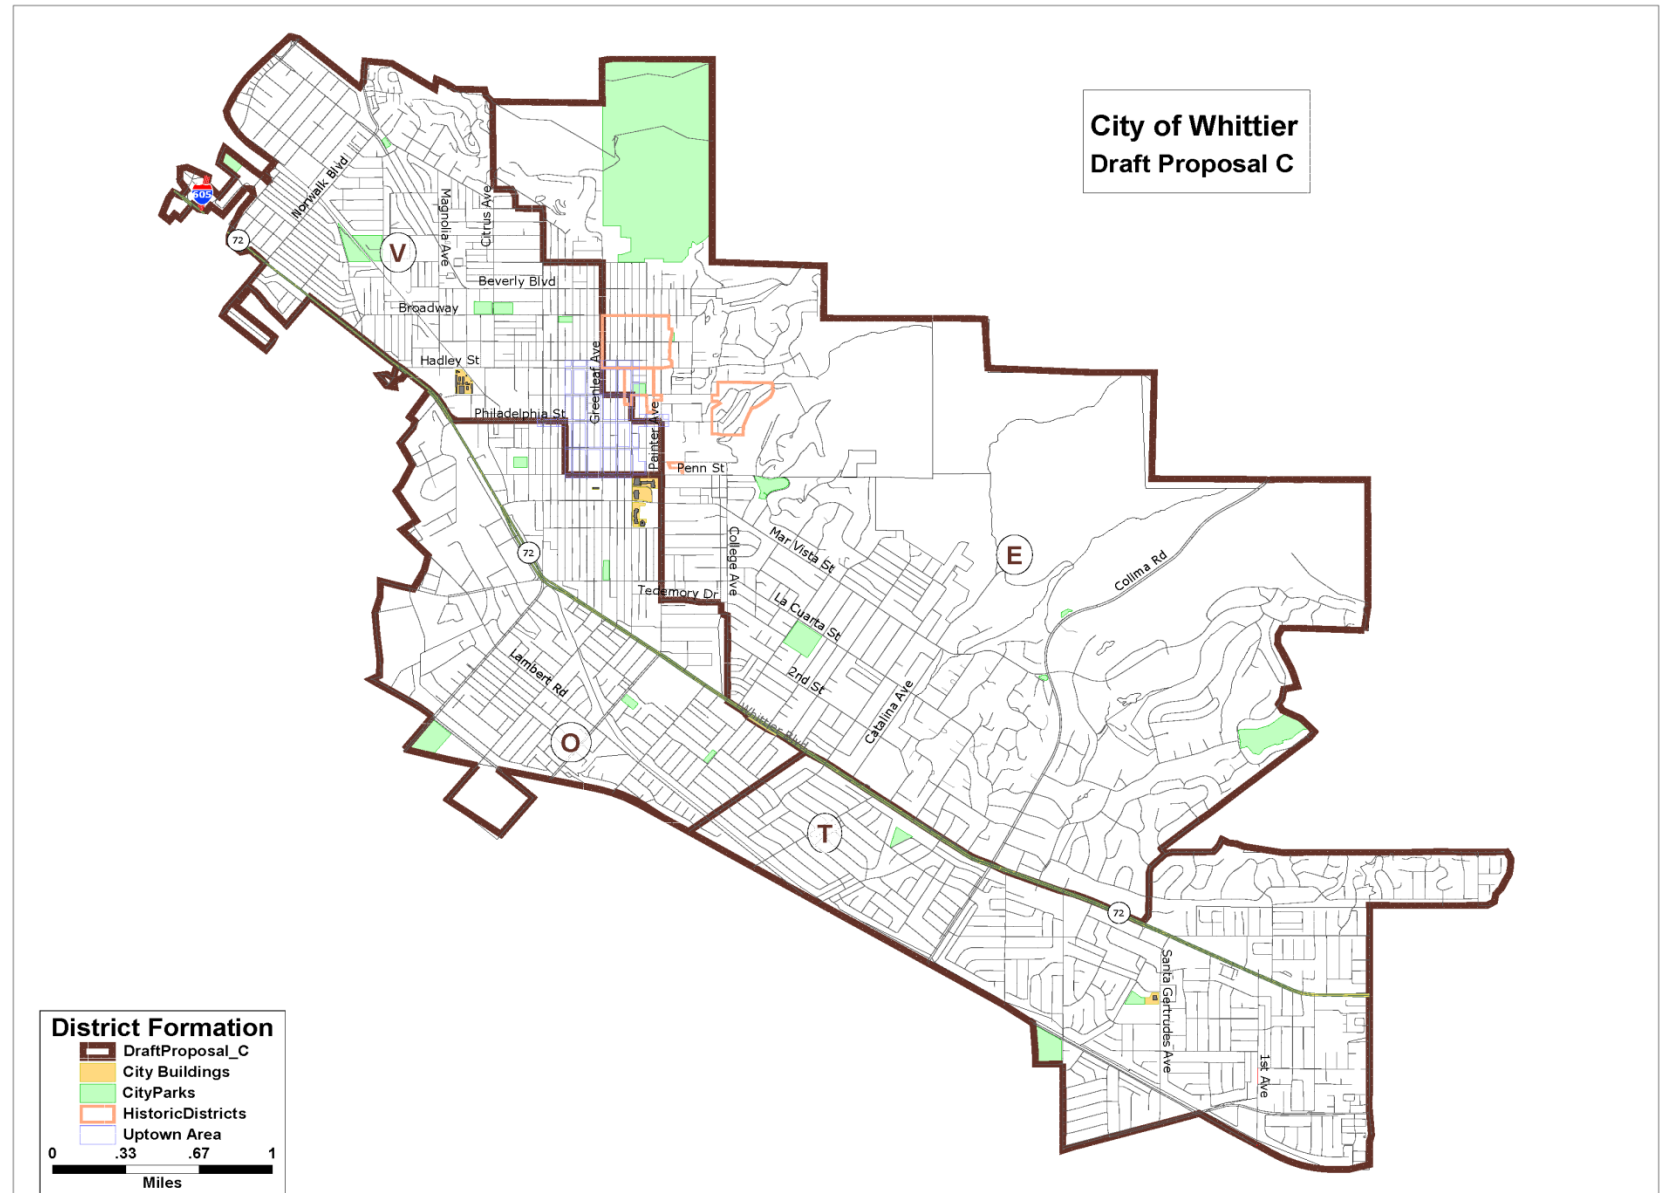 City of Whittier
Draft Proposal C
605
Norwalk Blvd
Magnolia Ave
Citrus Ave
72
V
Beverly Blvd
Broadway
Greenleaf Ave
Hadley St
Philadelphia St
Painter Ave
Penn St
College Ave
Mar Vista St
E
Colima Rd
72
Tedemory Dr
La Cuarta St
Lambert Rd
2nd St
Catalina Ave
Whittier Blvd
O
T
72
Santa Gertrudes Ave
1st Ave
District Formation
DraftProposal_C
City Buildings
CityParks
HistoricDistricts
Uptown Area
0 .33 .67 1
Miles